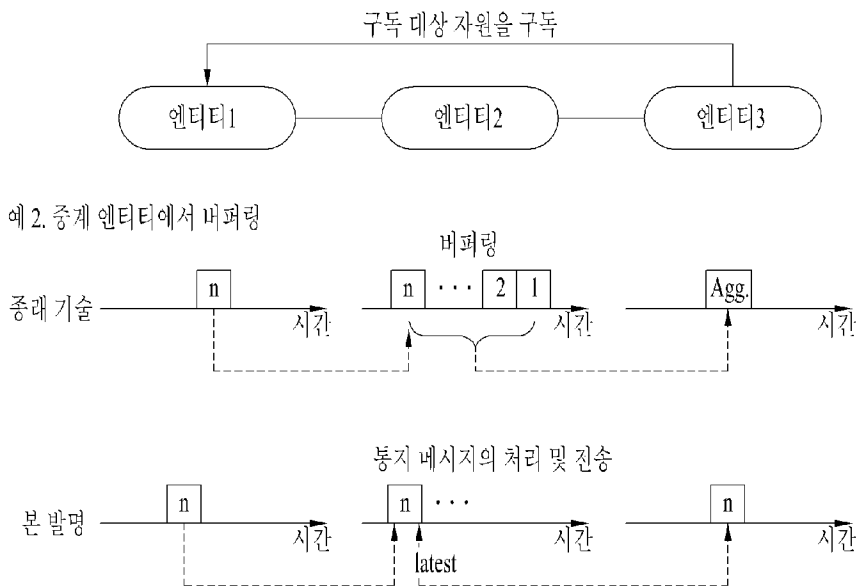 구독 대상 자원을 구독
엔티티1 엔티티2 엔티티3
예 2. 중계 엔티티에서 버퍼링
버퍼링
종래 기술 n n ··· 2 1 Agg.
시간 시간 시간
통지 메시지의 처리 및 전송
본 발명 n n ··· n
시간 시간 시간
latest